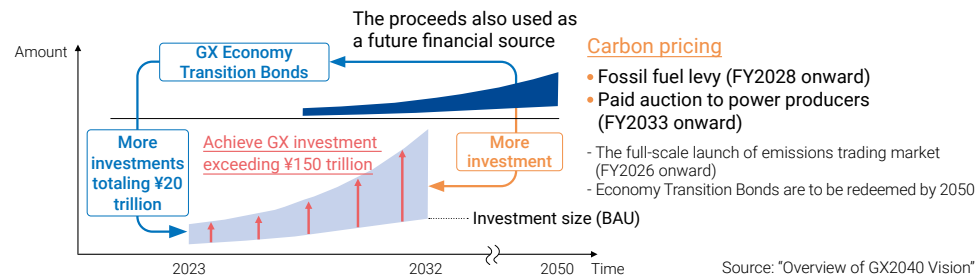 The proceeds also used as
a future financial source
Amount
GX Economy
Transition Bonds
Carbon pricing
• Fossil fuel levy (FY2028 onward)
• Paid auction to power producers
(FY2033 onward)
- The full-scale launch of emissions trading market
(FY2026 onward)
- Economy Transition Bonds are to be redeemed by 2050
More
investments
totaling ¥20
trillion
Achieve GX investment
exceeding ¥150 trillion
More
investment
Investment size (BAU)
2023
2032
2050
Time
Source: “Overview of GX2040 Vision”